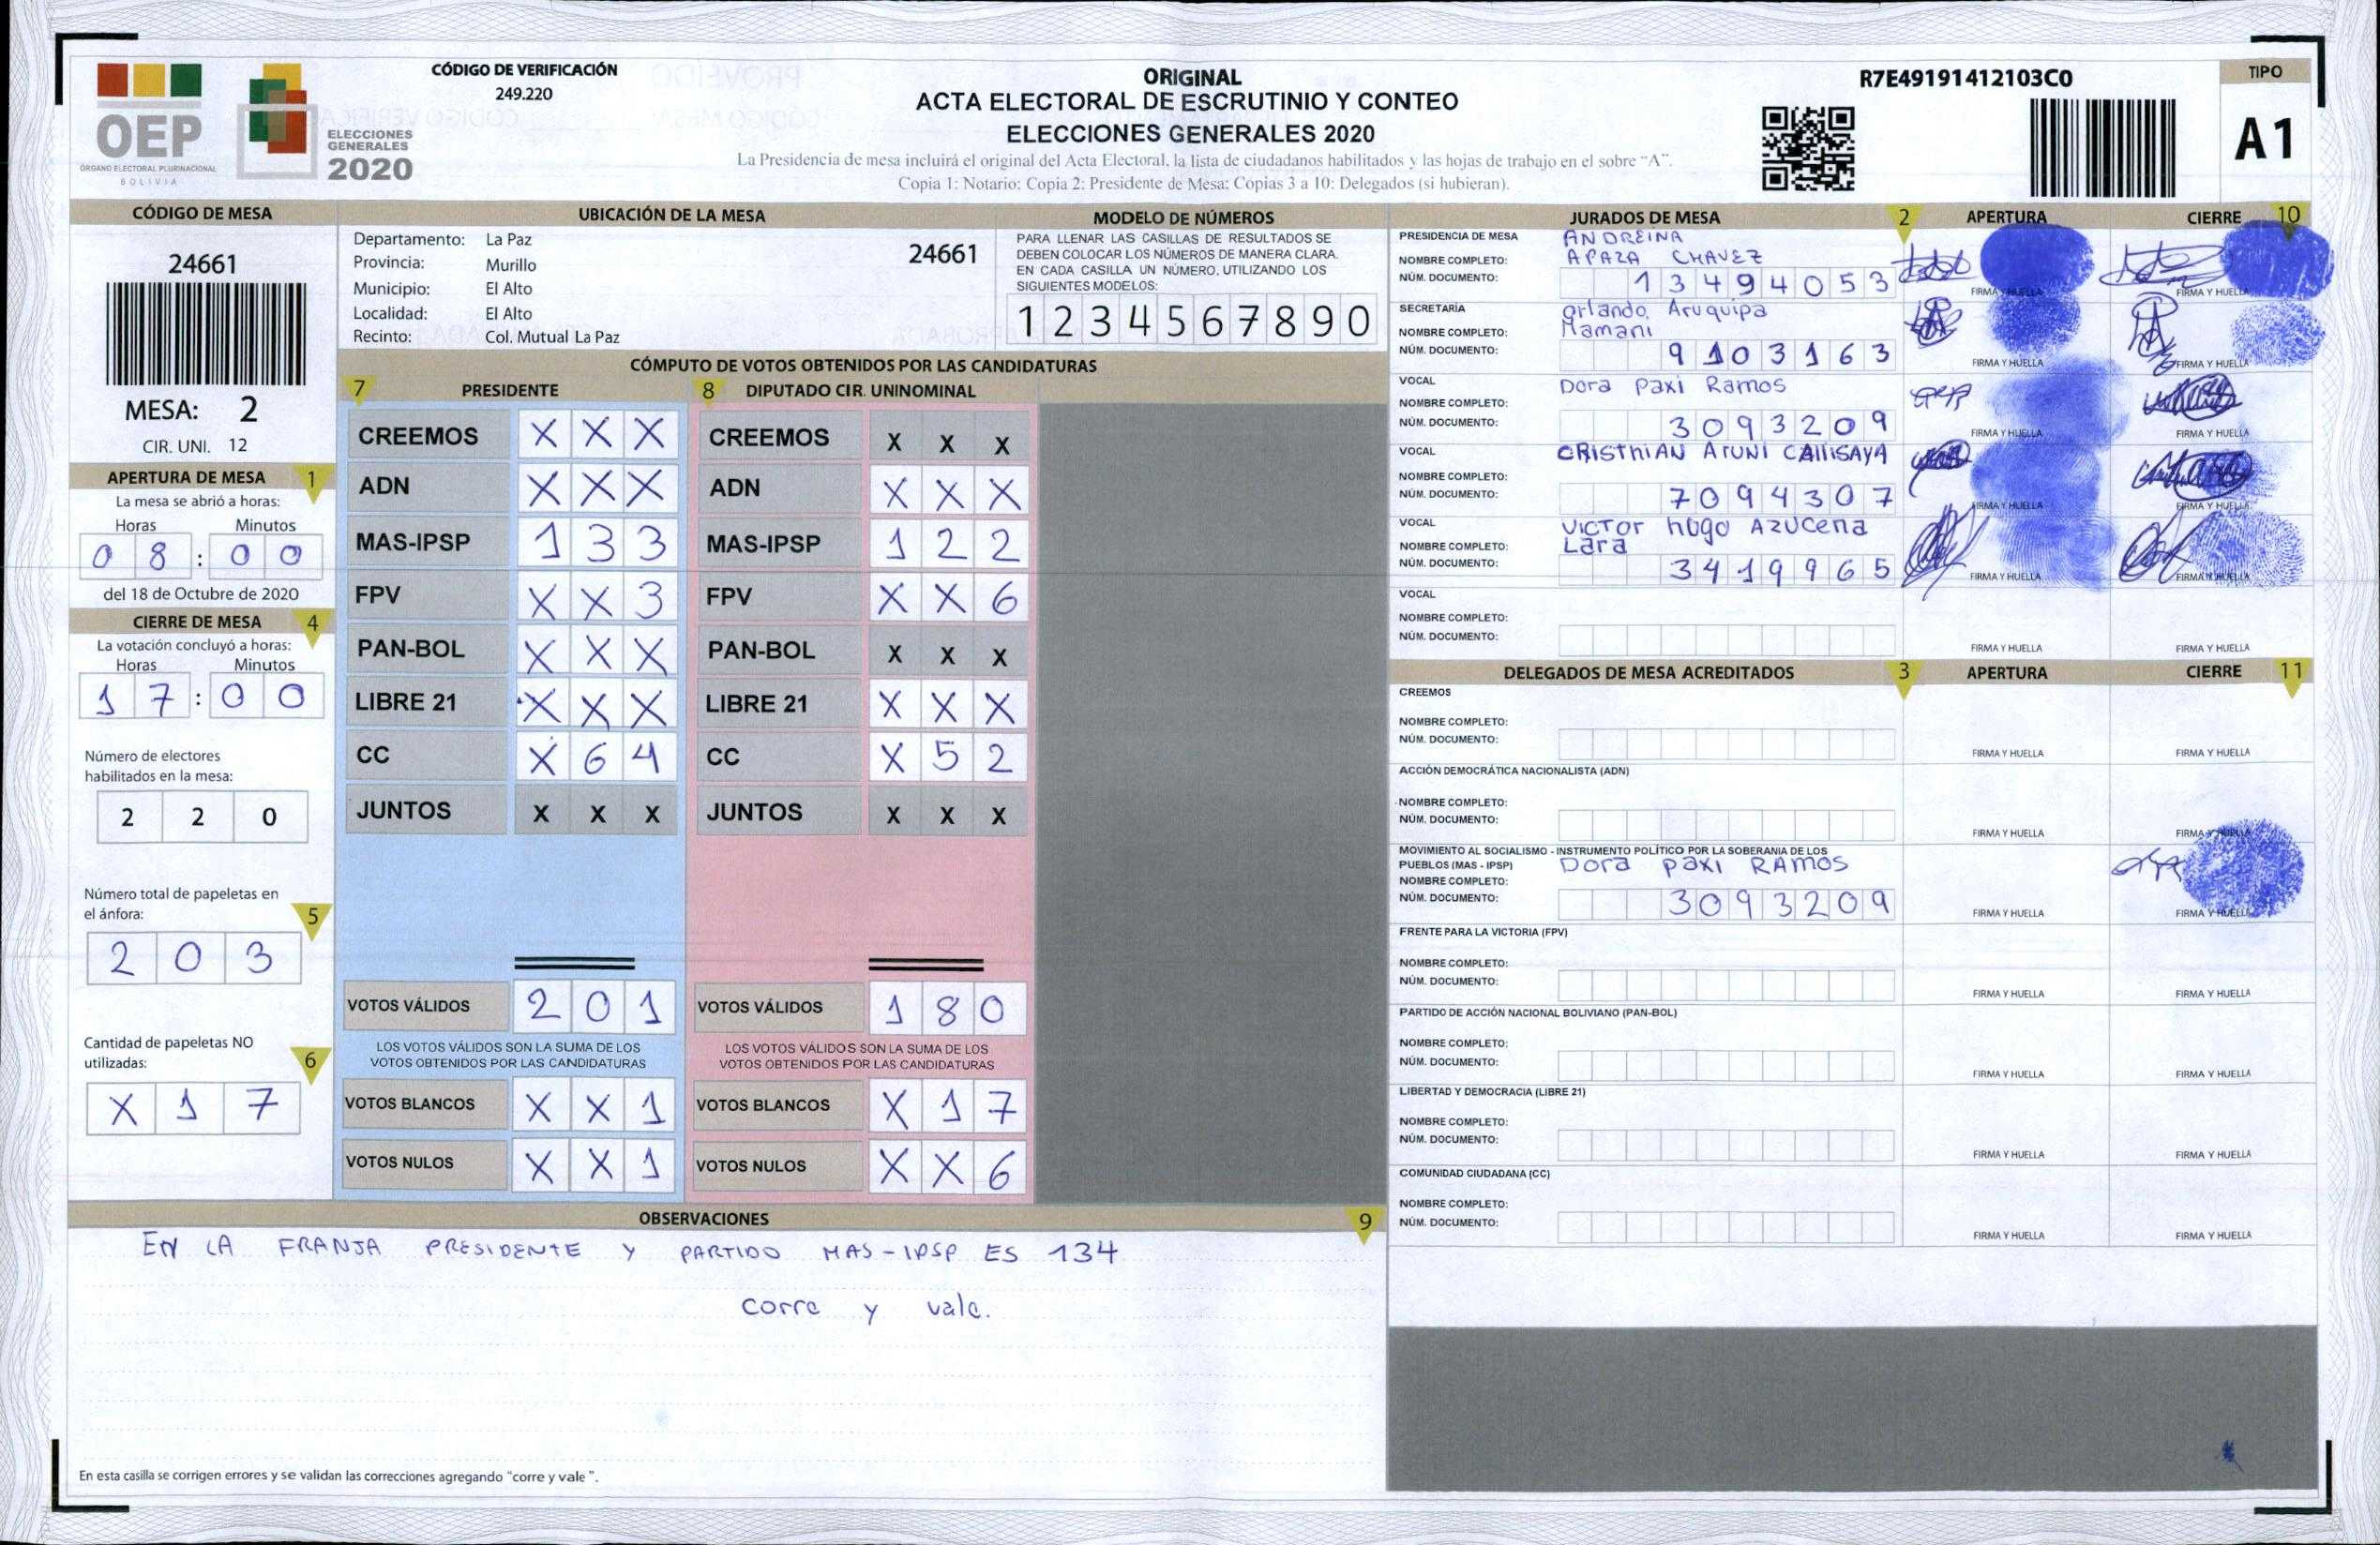 OEP
ÓRGANO ELECTORAL PLURINACIONAL
BOLIVIA
ELECCIONES
GENERALES
2020
CÓDIGO DE VERIFICACIÓN
249.220
ORIGINAL
ACTA ELECTORAL DE ESCRUTINIO Y CONTEO
ELECCIONES GENERALES 2020
La Presidencia de mesa incluirá el original del Acta Electoral, la lista de ciudadanos habilitados y las hojas de trabajo en el sobre "A".
Copia 1: Notario; Copia 2: Presidente de Mesa; Copias 3 a 10: Delegados (si hubieran).
R7E49191412103C0
TIPO
A1
CÓDIGO DE MESA
24661
MESA: 2
CIR. UNI. 12
APERTURA DE MESA 1
La mesa se abrió a horas:
Horas Minutos
0 8 : 0 0
del 18 de Octubre de 2020
CIERRE DE MESA 4
La votación concluyó a horas:
Horas Minutos
1 7 : 0 0
Número de electores
habilitados en la mesa:
2 2 0
Número total de papeletas en
el ánfora: 5
2 0 3
Cantidad de papeletas NO
utilizadas: 6
X 1 7
UBICACIÓN DE LA MESA
Departamento: La Paz
Provincia: Murillo
Municipio: El Alto
Localidad: El Alto
Recinto: Col. Mutual La Paz
24661
MODELO DE NÚMEROS
PARA LLENAR LAS CASILLAS DE RESULTADOS SE
DEBEN COLOCAR LOS NÚMEROS DE MANERA CLARA.
EN CADA CASILLA UN NÚMERO, UTILIZANDO LOS
SIGUIENTES MODELOS:
1 2 3 4 5 6 7 8 9 0
CÓMPUTO DE VOTOS OBTENIDOS POR LAS CANDIDATURAS
7 PRESIDENTE
CREEMOS X X X
ADN X X X
MAS-IPSP 1 3 3
FPV X X 3
PAN-BOL X X X
LIBRE 21 X X X
CC X 6 4
JUNTOS X X X
VOTOS VÁLIDOS 2 0 1
LOS VOTOS VÁLIDOS SON LA SUMA DE LOS
VOTOS OBTENIDOS POR LAS CANDIDATURAS
VOTOS BLANCOS X X 1
VOTOS NULOS X X 1
8 DIPUTADO CIR. UNINOMINAL
CREEMOS X X X
ADN X X X
MAS-IPSP 1 2 2
FPV X X 6
PAN-BOL X X X
LIBRE 21 X X X
CC X 5 2
JUNTOS X X X
VOTOS VÁLIDOS 1 8 0
LOS VOTOS VÁLIDOS SON LA SUMA DE LOS
VOTOS OBTENIDOS POR LAS CANDIDATURAS
VOTOS BLANCOS X 1 7
VOTOS NULOS X X 6
OBSERVACIONES 9
EN LA FRANJA PRESIDENTE Y PARTIDO MAS-IPSP ES 134
corre y vale.
En esta casilla se corrigen errores y se validan las correcciones agregando "corre y vale".
JURADOS DE MESA 2 APERTURA CIERRE 10
PRESIDENCIA DE MESA ANDREINA
NOMBRE COMPLETO: APAZA CHAVEZ
NÚM. DOCUMENTO: 1 3 4 9 4 0 5 3
FIRMA Y HUELLA FIRMA Y HUELLA
SECRETARÍA orlando Aruquipa
NOMBRE COMPLETO: Mamani
NÚM. DOCUMENTO: 9 1 0 3 1 6 3
FIRMA Y HUELLA FIRMA Y HUELLA
VOCAL Dora Paxi Ramos
NOMBRE COMPLETO:
NÚM. DOCUMENTO: 3 0 9 3 2 0 9
FIRMA Y HUELLA FIRMA Y HUELLA
VOCAL CRISTHIAN ARUNI CALLISAYA
NOMBRE COMPLETO:
NÚM. DOCUMENTO: 7 0 9 4 3 0 7
FIRMA Y HUELLA FIRMA Y HUELLA
VOCAL VICTOR hugo AZUCENA
NOMBRE COMPLETO: Lara
NÚM. DOCUMENTO: 3 4 1 9 9 6 5
FIRMA Y HUELLA FIRMA Y HUELLA
VOCAL
NOMBRE COMPLETO:
NÚM. DOCUMENTO:
FIRMA Y HUELLA FIRMA Y HUELLA
DELEGADOS DE MESA ACREDITADOS 3 APERTURA CIERRE 11
CREEMOS
NOMBRE COMPLETO:
NÚM. DOCUMENTO:
FIRMA Y HUELLA FIRMA Y HUELLA
ACCIÓN DEMOCRÁTICA NACIONALISTA (ADN)
NOMBRE COMPLETO:
NÚM. DOCUMENTO:
FIRMA Y HUELLA FIRMA Y HUELLA
MOVIMIENTO AL SOCIALISMO - INSTRUMENTO POLÍTICO POR LA SOBERANIA DE LOS
PUEBLOS (MAS - IPSP) Dora paxi RAMOS
NOMBRE COMPLETO:
NÚM. DOCUMENTO: 3 0 9 3 2 0 9
FIRMA Y HUELLA FIRMA Y HUELLA
FRENTE PARA LA VICTORIA (FPV)
NOMBRE COMPLETO:
NÚM. DOCUMENTO:
FIRMA Y HUELLA FIRMA Y HUELLA
PARTIDO DE ACCIÓN NACIONAL BOLIVIANO (PAN-BOL)
NOMBRE COMPLETO:
NÚM. DOCUMENTO:
FIRMA Y HUELLA FIRMA Y HUELLA
LIBERTAD Y DEMOCRACIA (LIBRE 21)
NOMBRE COMPLETO:
NÚM. DOCUMENTO:
FIRMA Y HUELLA FIRMA Y HUELLA
COMUNIDAD CIUDADANA (CC)
NOMBRE COMPLETO:
NÚM. DOCUMENTO:
FIRMA Y HUELLA FIRMA Y HUELLA